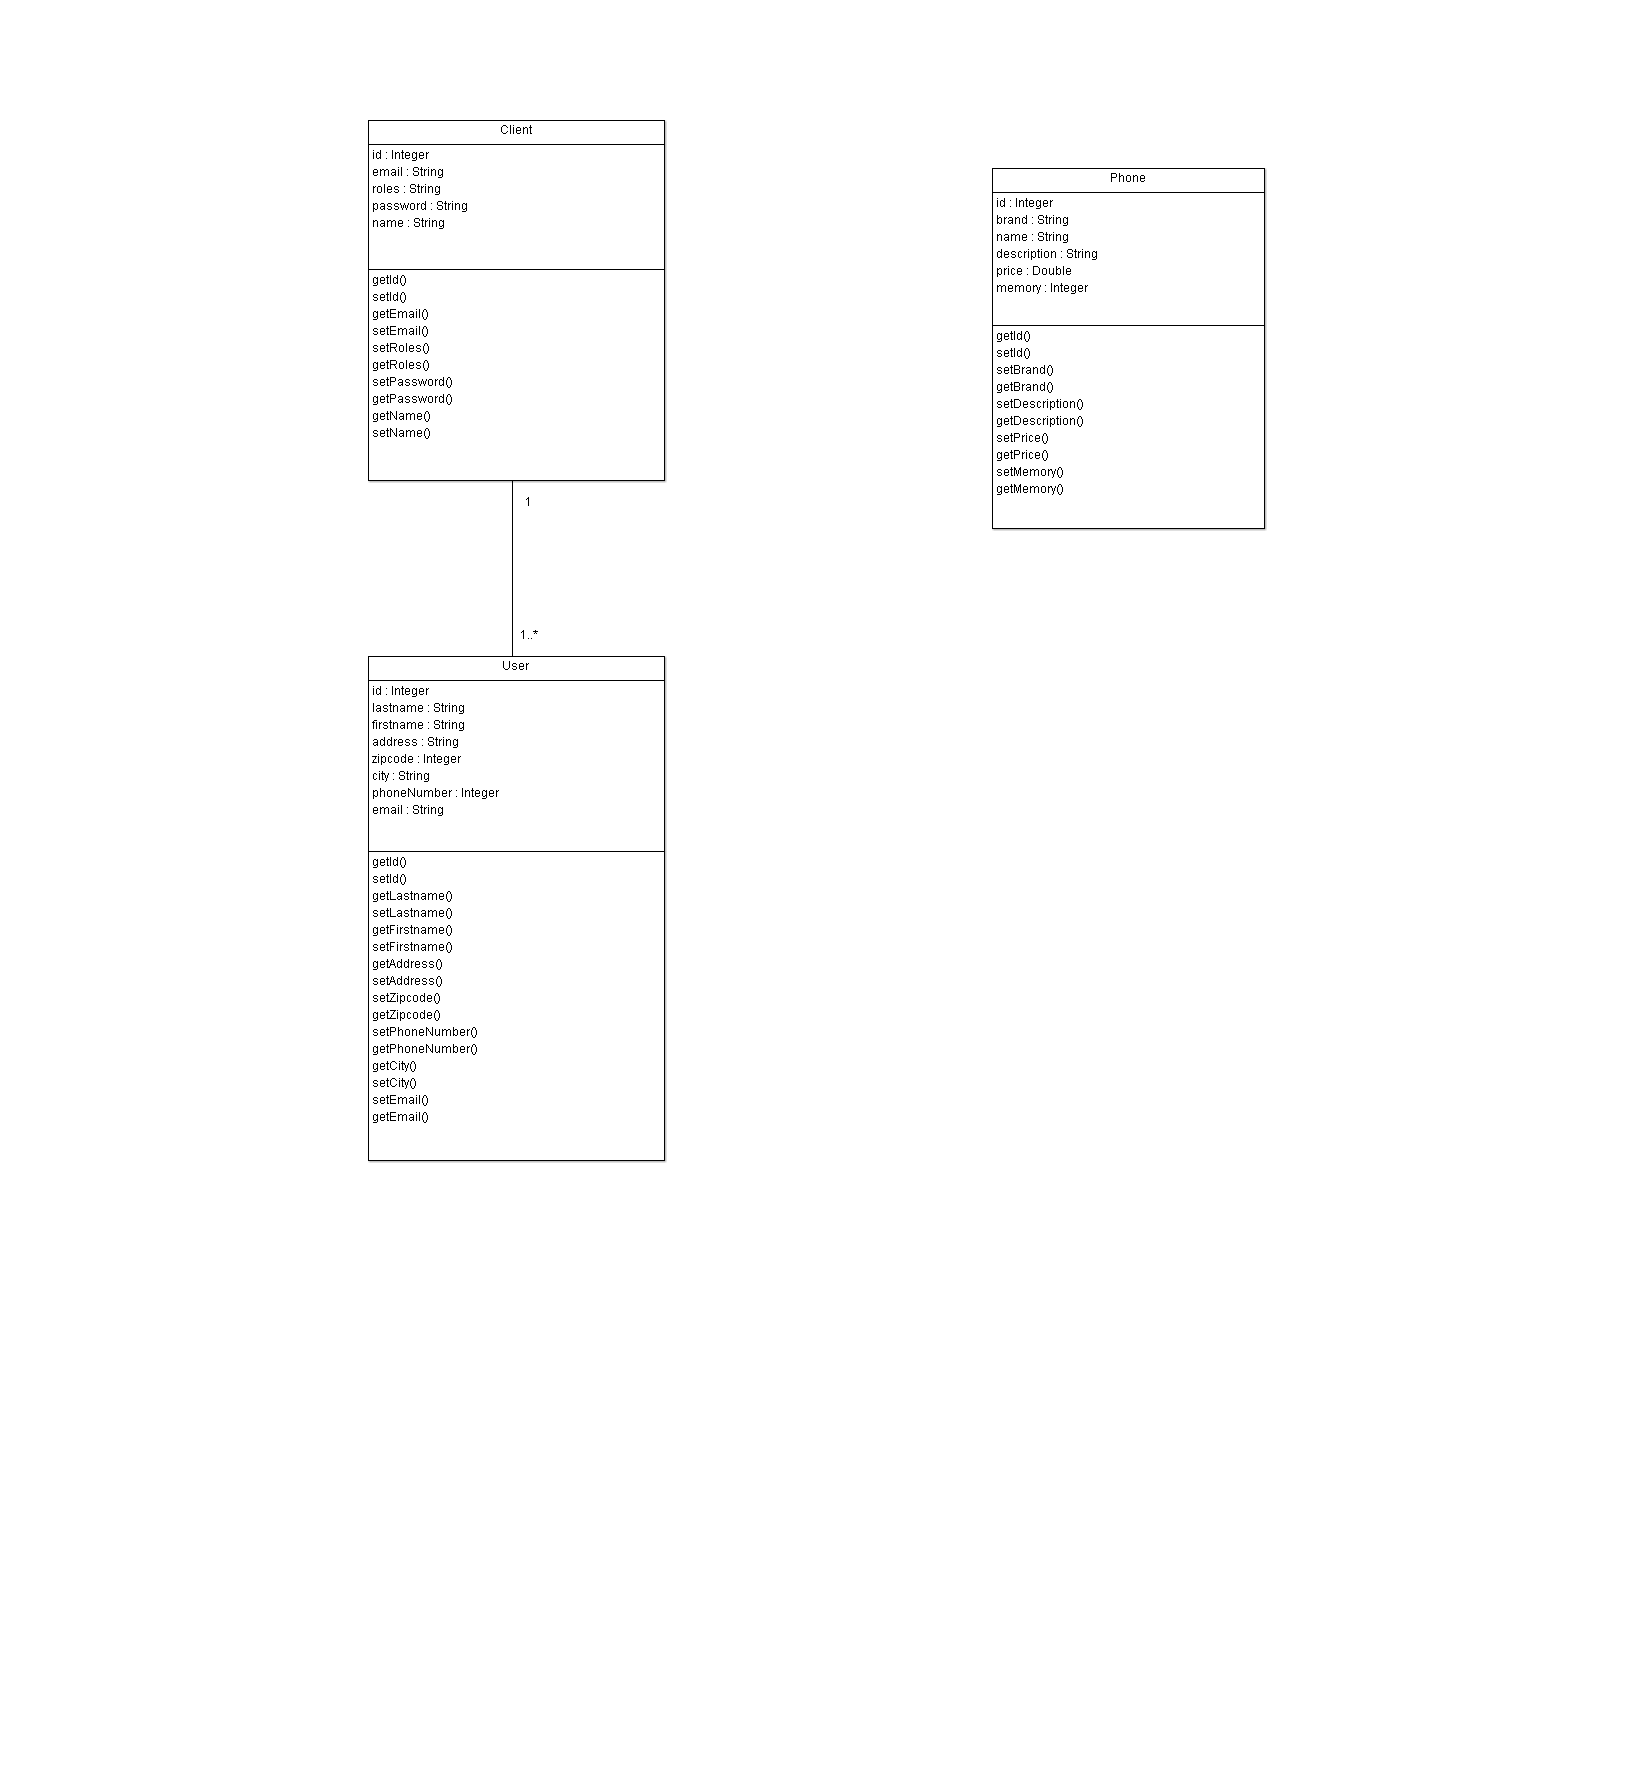 Client
id : Integer
email : String
roles : String
password : String
name : String
getId()
setId()
getEmail()
setEmail()
setRoles()
getRoles()
setPassword()
getPassword()
getName()
setName()
1
1..*
User
id : Integer
lastname : String
firstname : String
address : String
zipcode : Integer
city : String
phoneNumber : Integer
email : String
getId()
setId()
getLastname()
setLastname()
getFirstname()
setFirstname()
getAddress()
setAddress()
setZipcode()
getZipcode()
setPhoneNumber()
getPhoneNumber()
getCity()
setCity()
setEmail()
getEmail()
Phone
id : Integer
brand : String
name : String
description : String
price : Double
memory : Integer
getId()
setId()
setBrand()
getBrand()
setDescription()
getDescription()
setPrice()
getPrice()
setMemory()
getMemory()